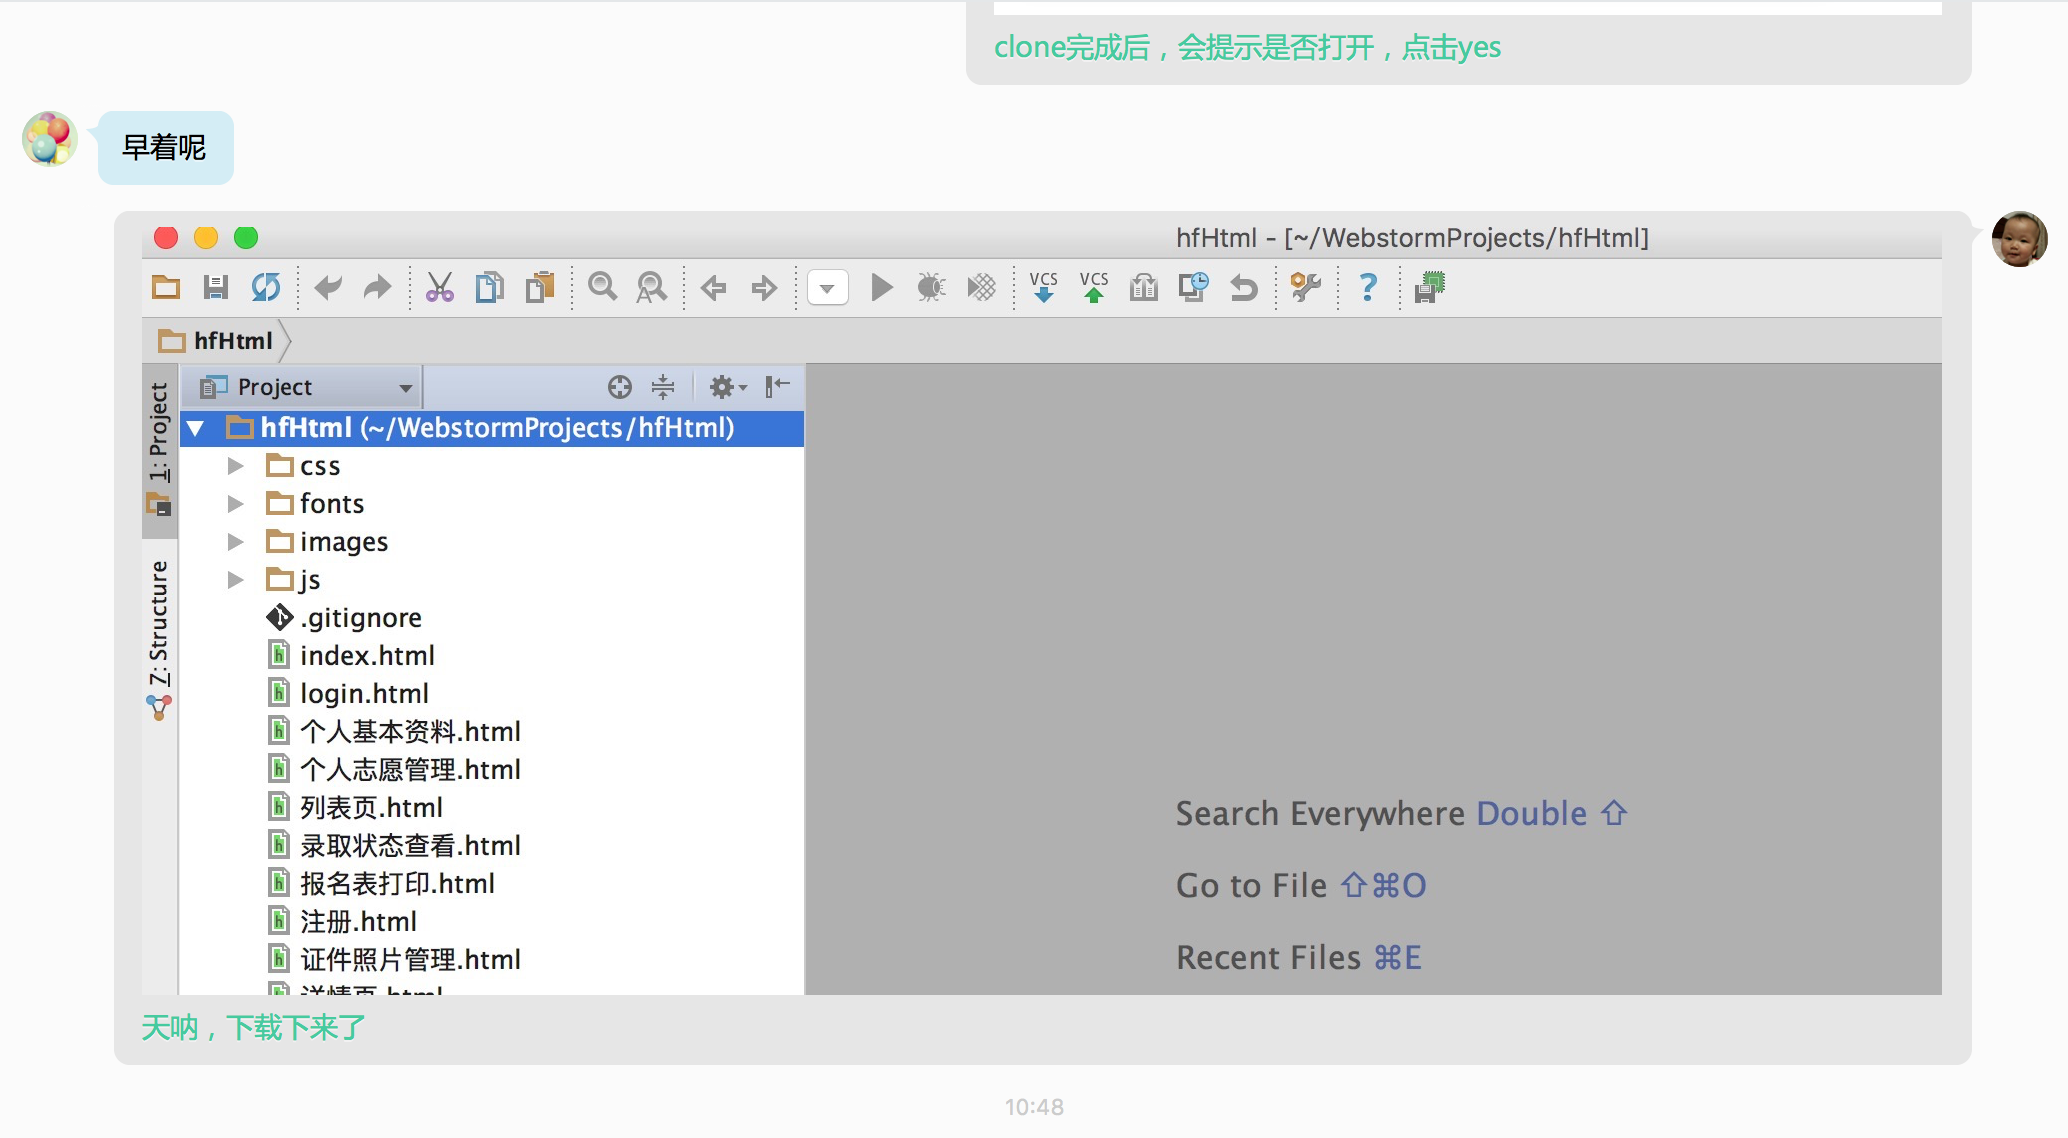 clone完成后，会提示是否打开，点击yes
早着呢
hfHtml - [~/WebstormProjects/hfHtml]
VCS VCS
hfHtml
1: Project
Project
hfHtml (~/WebstormProjects/hfHtml)
css
fonts
images
js
.gitignore
7: Structure
index.html
login.html
个人基本资料.html
个人志愿管理.html
列表页.html
录取状态查看.html
报名表打印.html
注册.html
证件照片管理.html
详情页.html
Search Everywhere Double ⇧
Go to File ⇧⌘O
Recent Files ⌘E
天呐，下载下来了
10:48